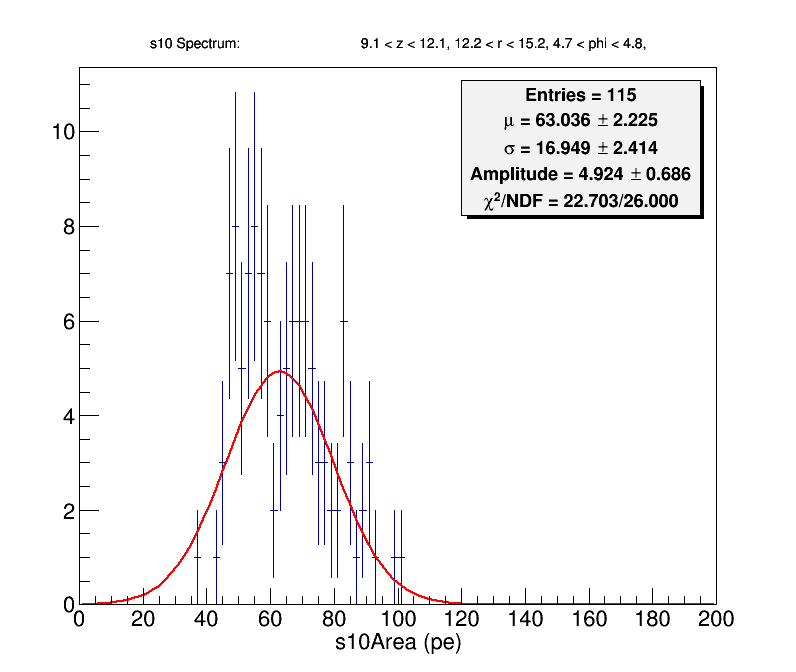 s10 Spectrum: 9.1 < z < 12.1, 12.2 < r < 15.2, 4.7 < phi < 4.8,
Entries = 115
μ = 63.036 ± 2.225
σ = 16.949 ± 2.414
Amplitude = 4.924 ± 0.686
χ²/NDF = 22.703/26.000
10
8
6
4
2
0
0 20 40 60 80 100 120 140 160 180 200
s10Area (pe)